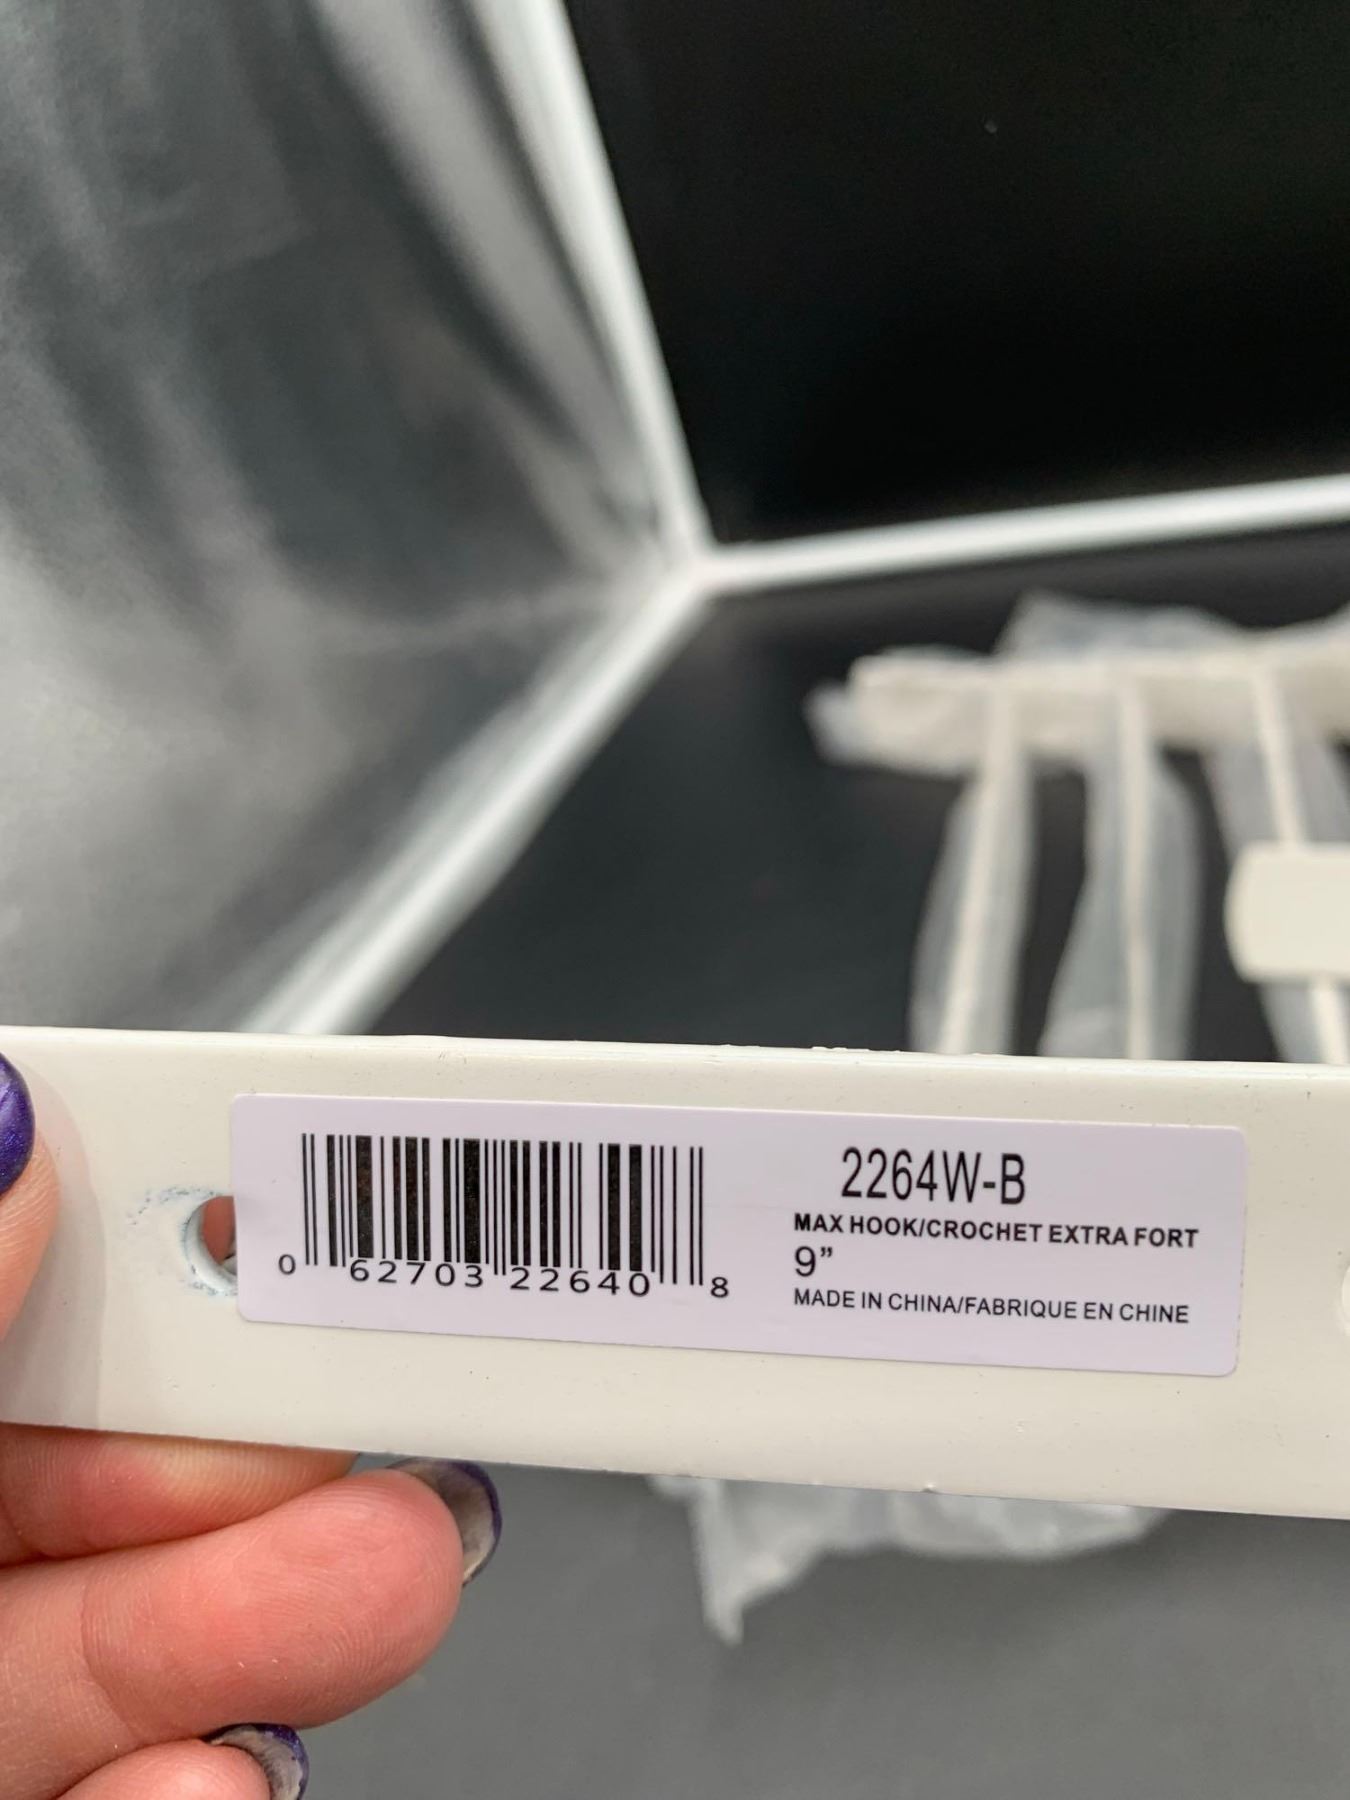 2264W-B
MAX HOOK/CROCHET EXTRA FORT
9”
MADE IN CHINA/FABRIQUE EN CHINE
0 62703 22640 8